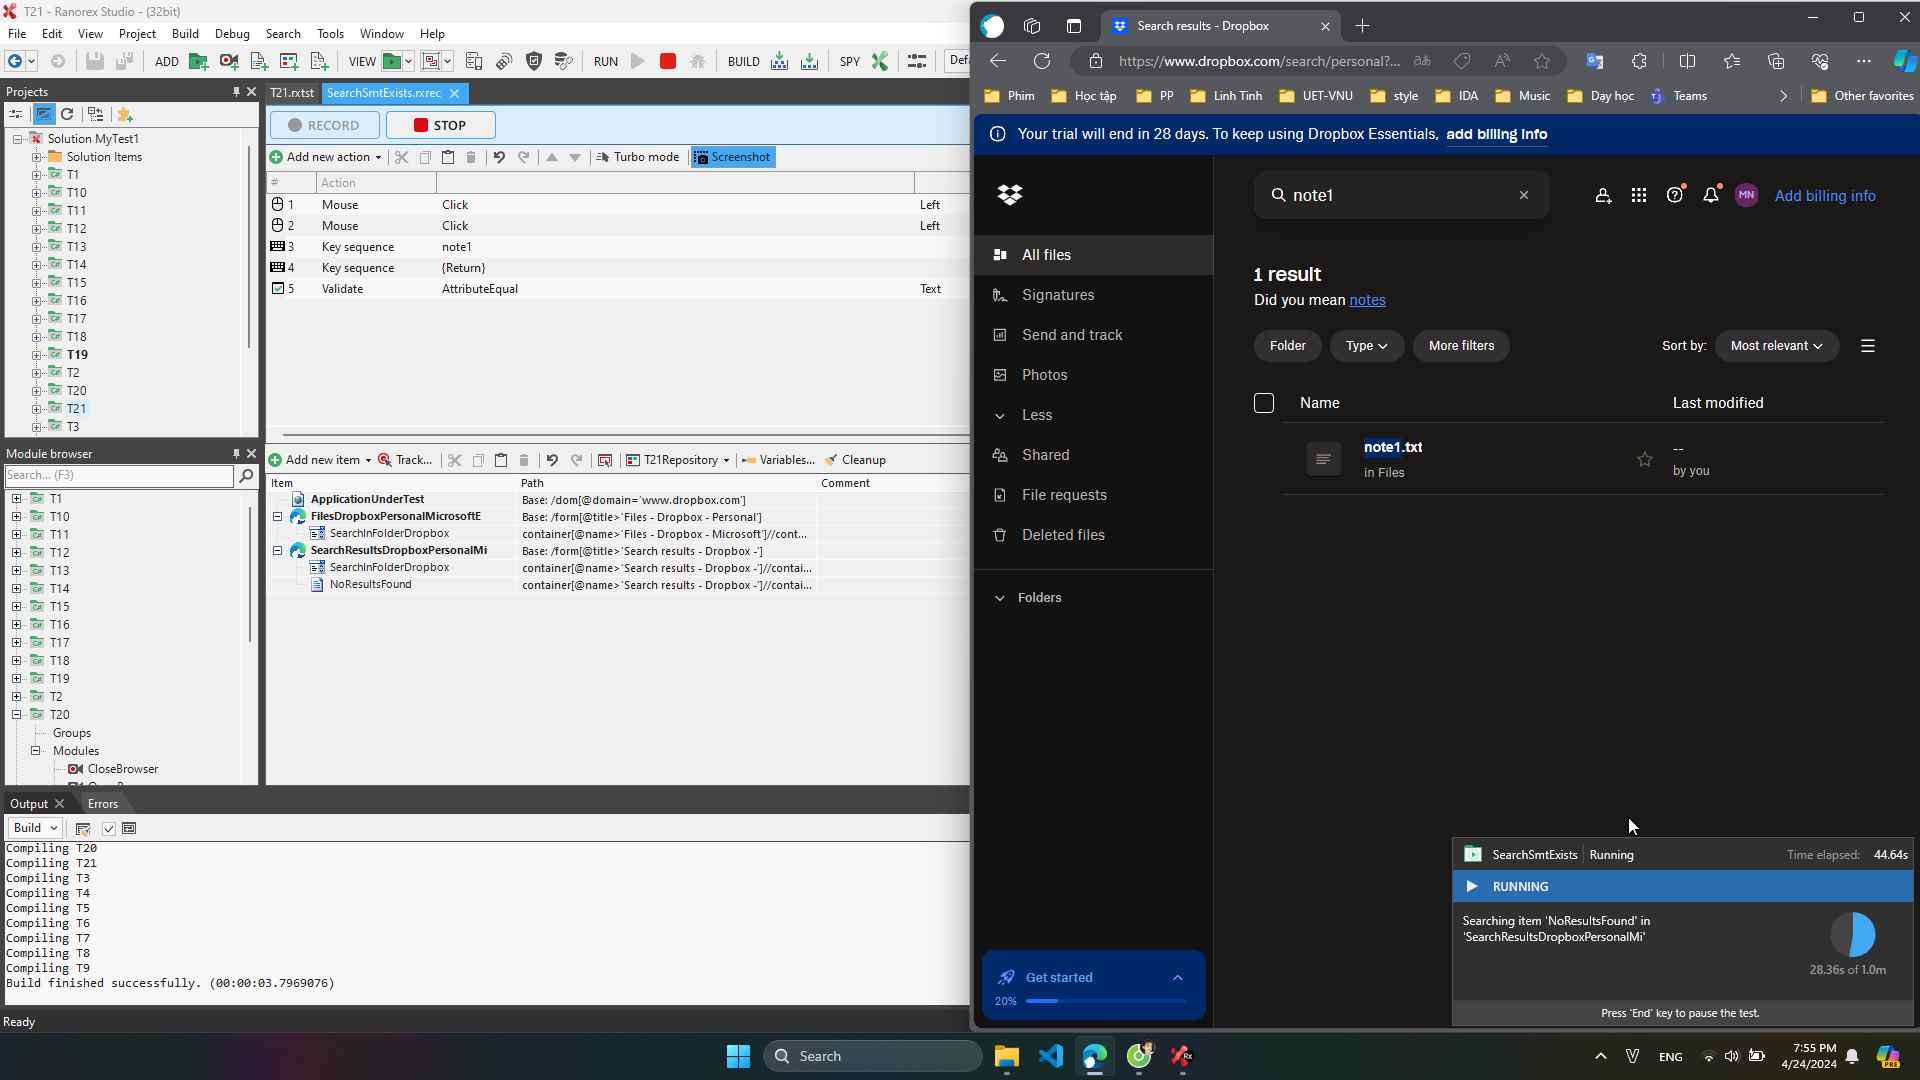 T21 - Ranorex Studio - (32bit)
File Edit View Project Build Debug Search Tools Window Help
ADD VIEW RUN BUILD SPY
Projects
Solution MyTest1
Solution Items
T1
T10
T11
T12
T13
T14
T15
T16
T17
T18
T19
T2
T20
T21
T3
Module browser
Search... (F3)
T1
T10
T11
T12
T13
T14
T15
T16
T17
T18
T19
T2
T20
Groups
Modules
CloseBrowser
T21.rxtst SearchSmtExists.rxrec
RECORD STOP
Add new action Turbo mode Screenshot
# Action
1 Mouse Click Left
2 Mouse Click Left
3 Key sequence note1
4 Key sequence {Return}
5 Validate AttributeEqual Text
Add new item Track... T21Repository Variables... Cleanup
Item Path Comment
ApplicationUnderTest Base: /dom[@domain='www.dropbox.com']
FilesDropboxPersonalMicrosoftE Base: /form[@title>'Files - Dropbox - Personal']
SearchInFolderDropbox container[@name>'Files - Dropbox - Microsoft']//cont...
SearchResultsDropboxPersonalMi Base: /form[@title>'Search results - Dropbox -']
SearchInFolderDropbox container[@name>'Search results - Dropbox -']//contai...
NoResultsFound container[@name>'Search results - Dropbox -']//contai...
Output Errors
Build
Compiling T20
Compiling T21
Compiling T3
Compiling T4
Compiling T5
Compiling T6
Compiling T7
Compiling T8
Compiling T9
Build finished successfully. (00:00:03.7969076)
Ready
Search results - Dropbox
https://www.dropbox.com/search/personal?...
Phim Học tập PP Linh Tinh UET-VNU style IDA Music Dạy học Teams Other favorites
Your trial will end in 28 days. To keep using Dropbox Essentials, add billing info
note1
MN
Add billing info
All files
Signatures
Send and track
Photos
Less
Shared
File requests
Deleted files
Folders
Get started
20%
1 result
Did you mean notes
Folder Type More filters Sort by: Most relevant
Name Last modified
note1.txt --
in Files by you
SearchSmtExists Running Time elapsed: 44.64s
RUNNING
Searching item 'NoResultsFound' in
'SearchResultsDropboxPersonalMi'
28.36s of 1.0m
Press 'End' key to pause the test.
Search
ENG
7:55 PM
4/24/2024